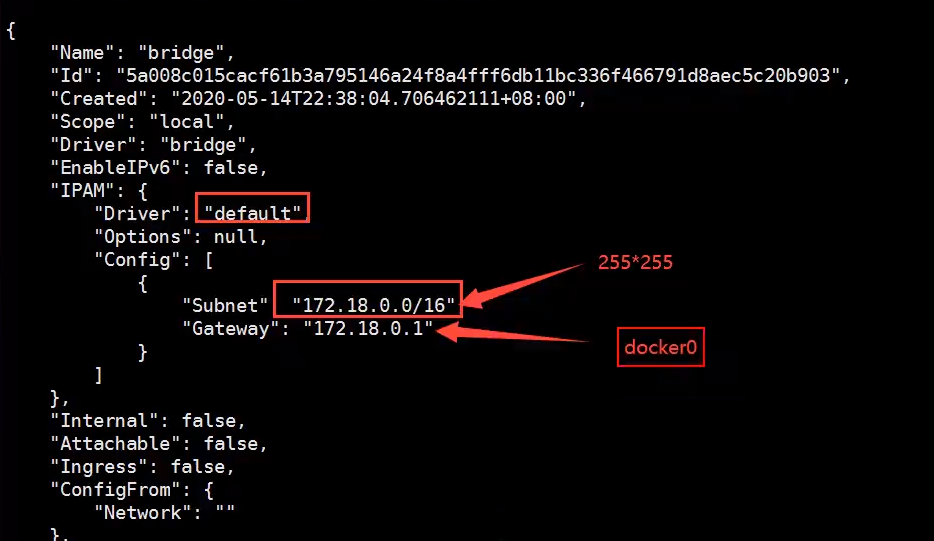 {
"Name": "bridge",
"Id": "5a008c015cacf61b3a795146a24f8a4fff6db11bc336f466791d8aec5c20b903",
"Created": "2020-05-14T22:38:04.706462111+08:00",
"Scope": "local",
"Driver": "bridge",
"EnableIPv6": false,
"IPAM": {
"Driver": "default",
"Options": null,
"Config": [
255*255
{
"Subnet" "172.18.0.0/16"
"Gateway": "172.18.0.1"
docker0
}
]
},
"Internal": false,
"Attachable": false,
"Ingress": false,
"ConfigFrom": {
"Network": ""
},